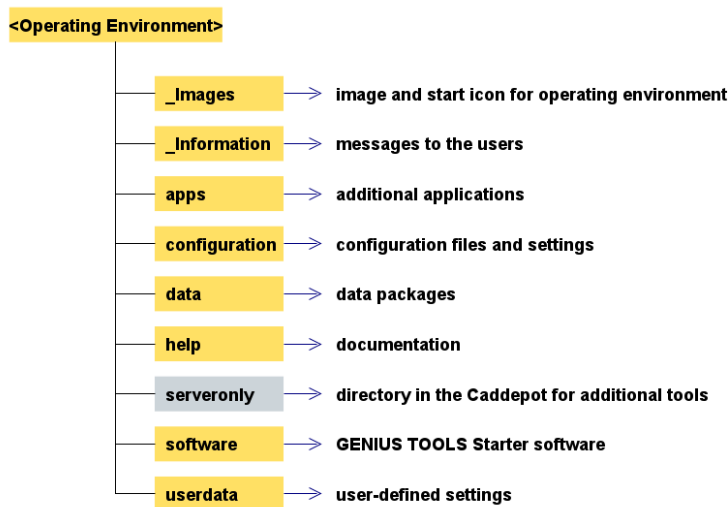 <Operating Environment>
_Images image and start icon for operating environment
_Information messages to the users
apps additional applications
configuration configuration files and settings
data data packages
help documentation
serveronly directory in the Caddepot for additional tools
software GENIUS TOOLS Starter software
userdata user-defined settings